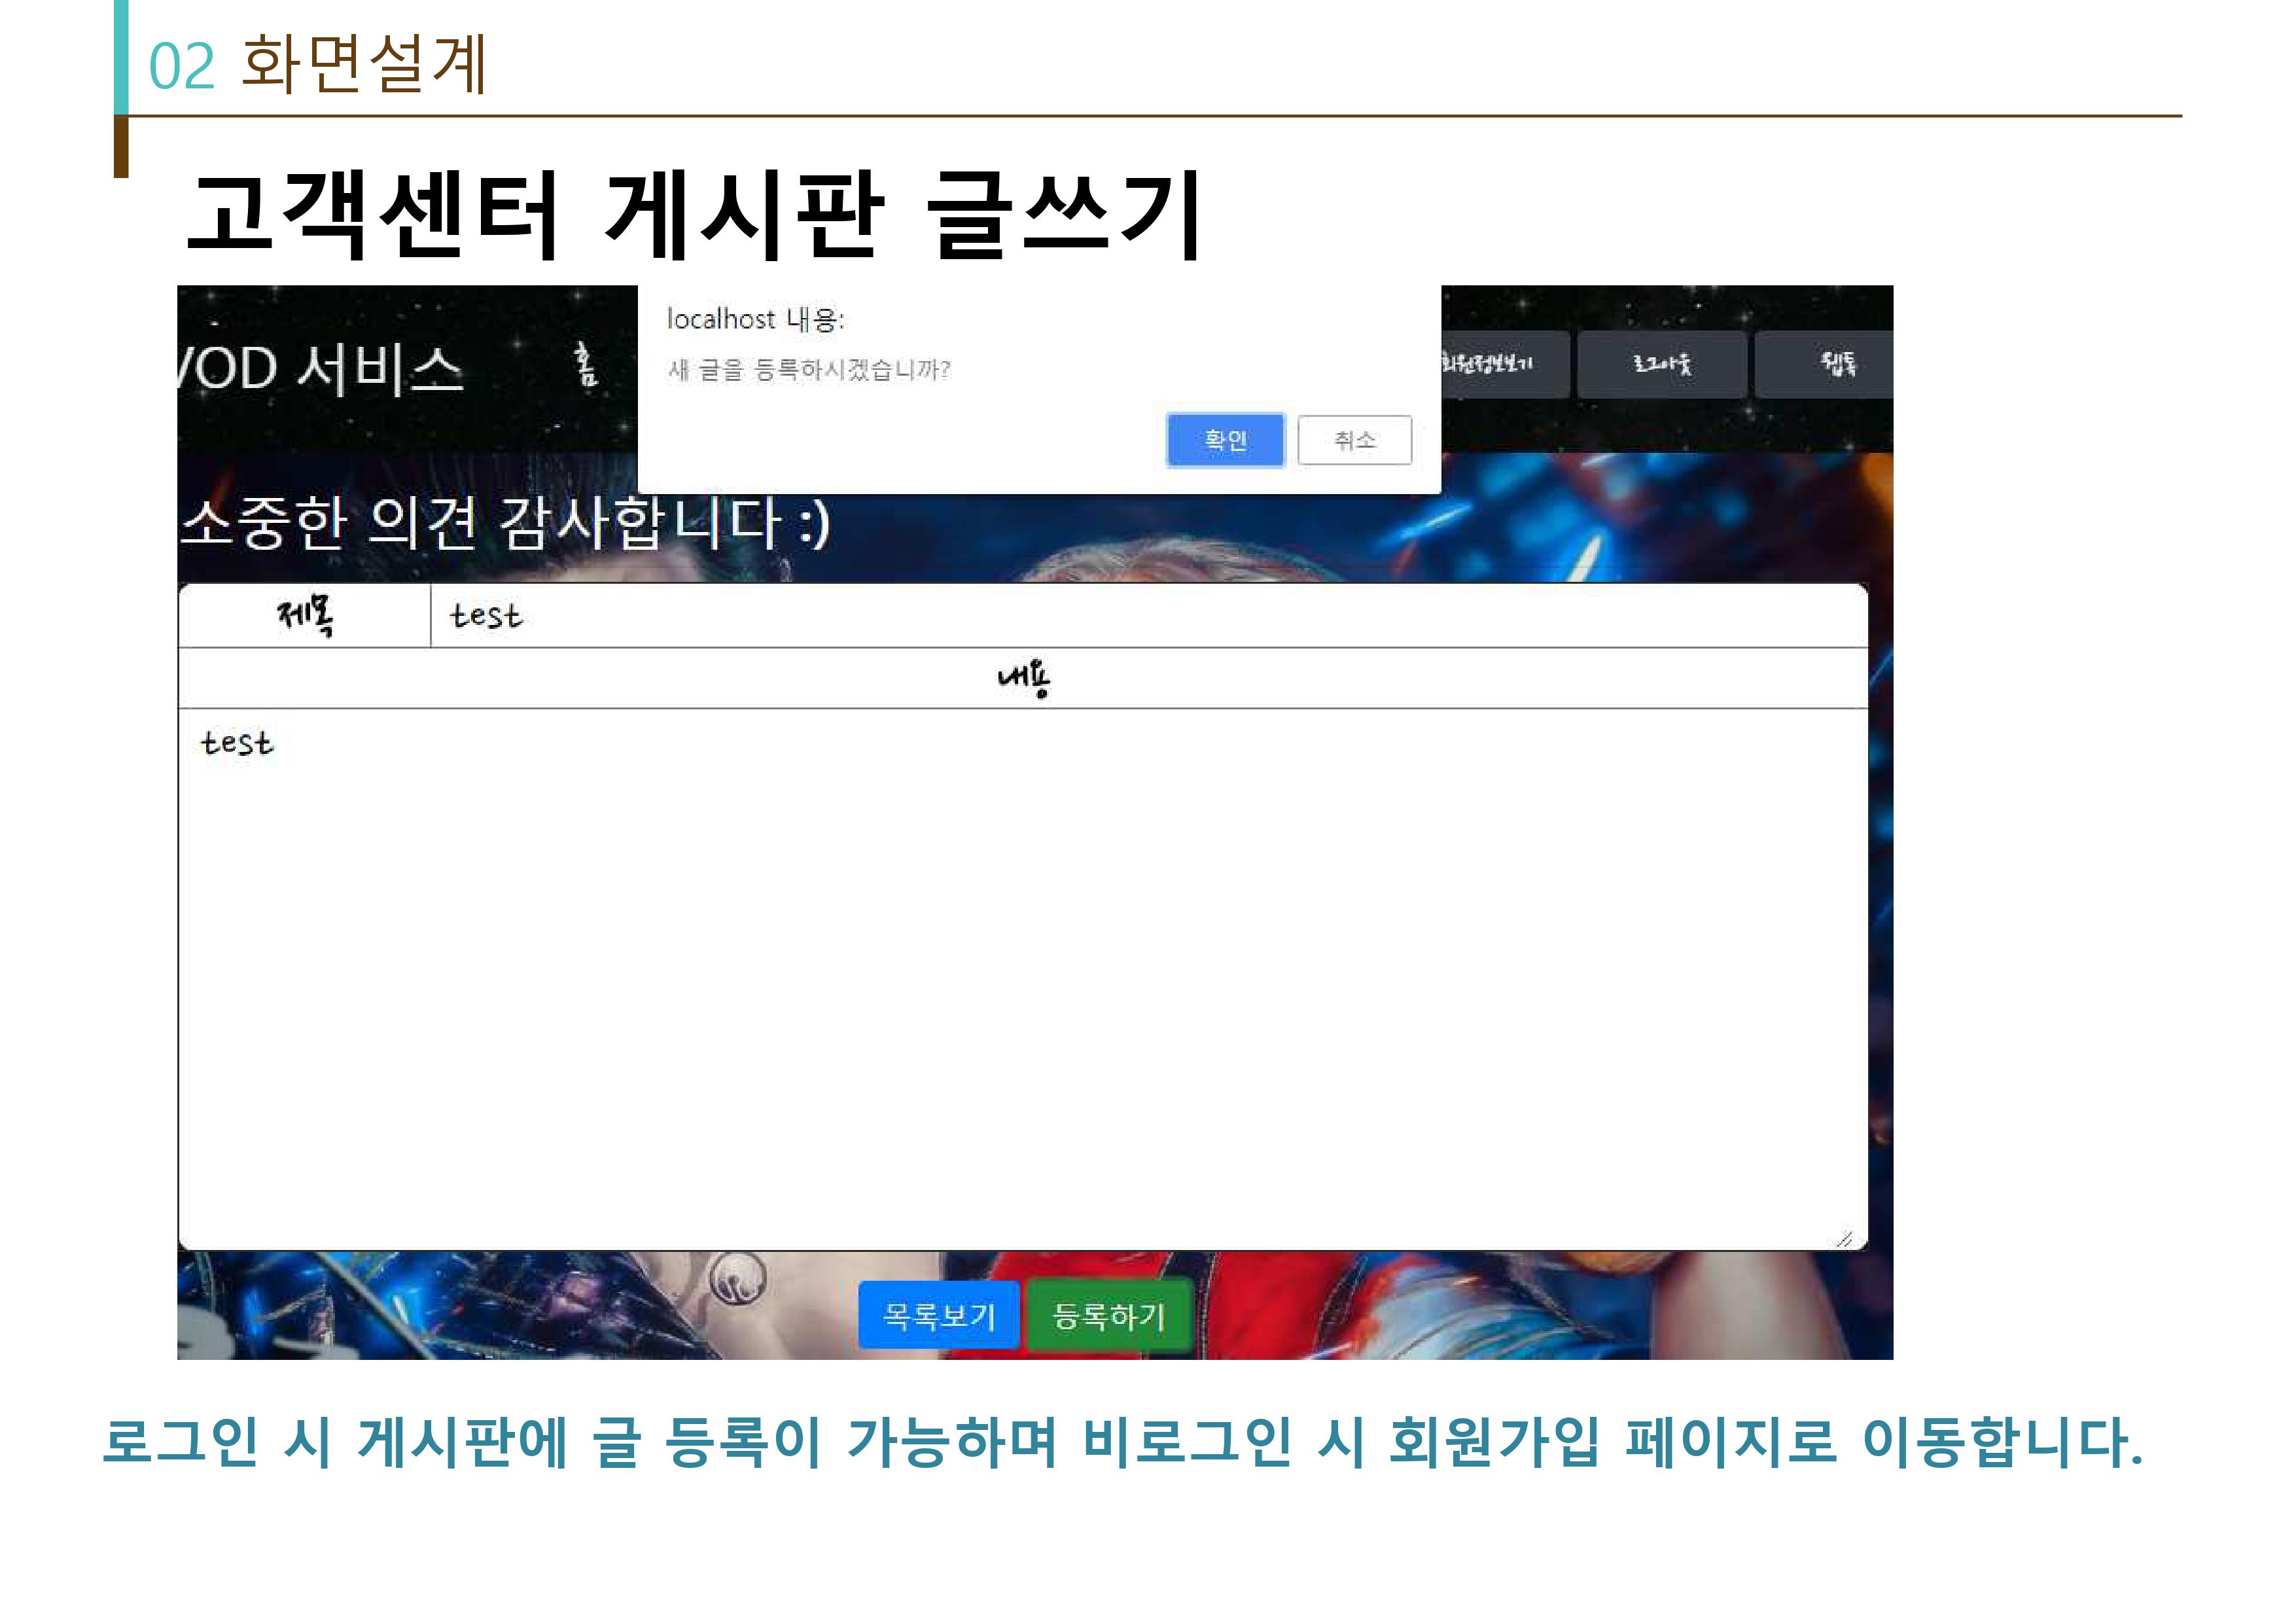 02 화면설계
고객센터 게시판 글쓰기
localhost 내용:
새 글을 등록하시겠습니까?
확인 취소
VOD 서비스 홈 회원정보보기 로그아웃 웹톡
소중한 의견 감사합니다 :)
제목 test
내용
test
목록보기 등록하기
로그인 시 게시판에 글 등록이 가능하며 비로그인 시 회원가입 페이지로 이동합니다.